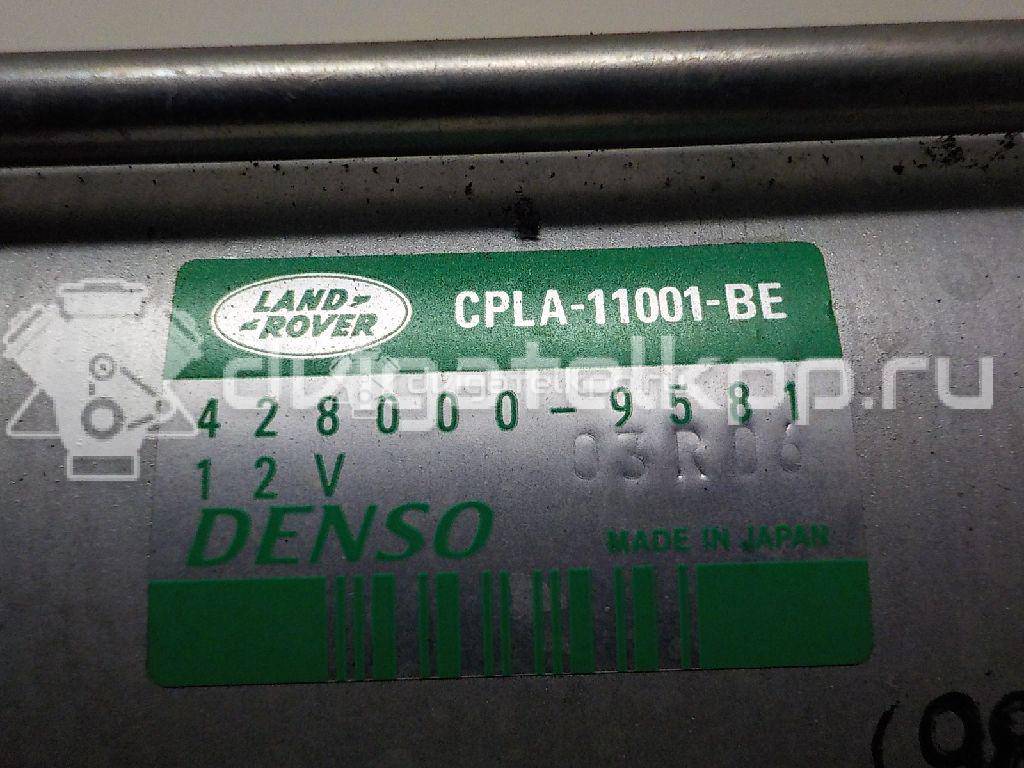 LAND-
-ROVER
CPLA-11001-BE
dvigatelkop.ru
428000-9581
12V
03R06
DENSO
MADE IN JAPAN